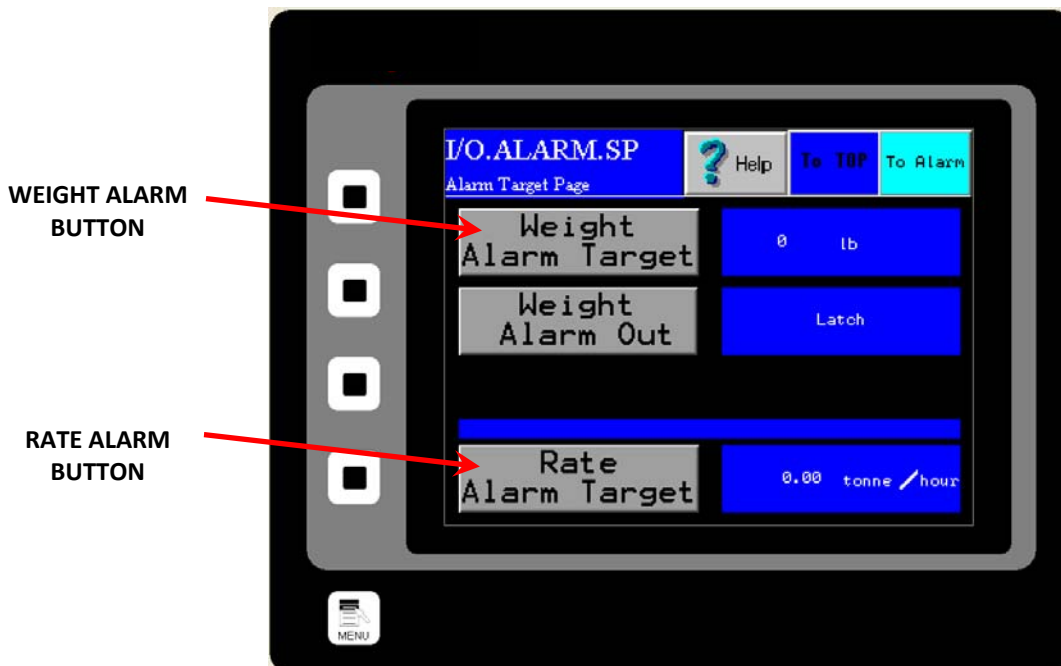 WEIGHT ALARM
BUTTON
RATE ALARM
BUTTON
I/O.ALARM.SP
Alarm Target Page
Help
To TOP
To Alarm
Weight
Alarm Target
0 lb
Weight
Alarm Out
Latch
Rate
Alarm Target
0.00 tonne/hour
MENU